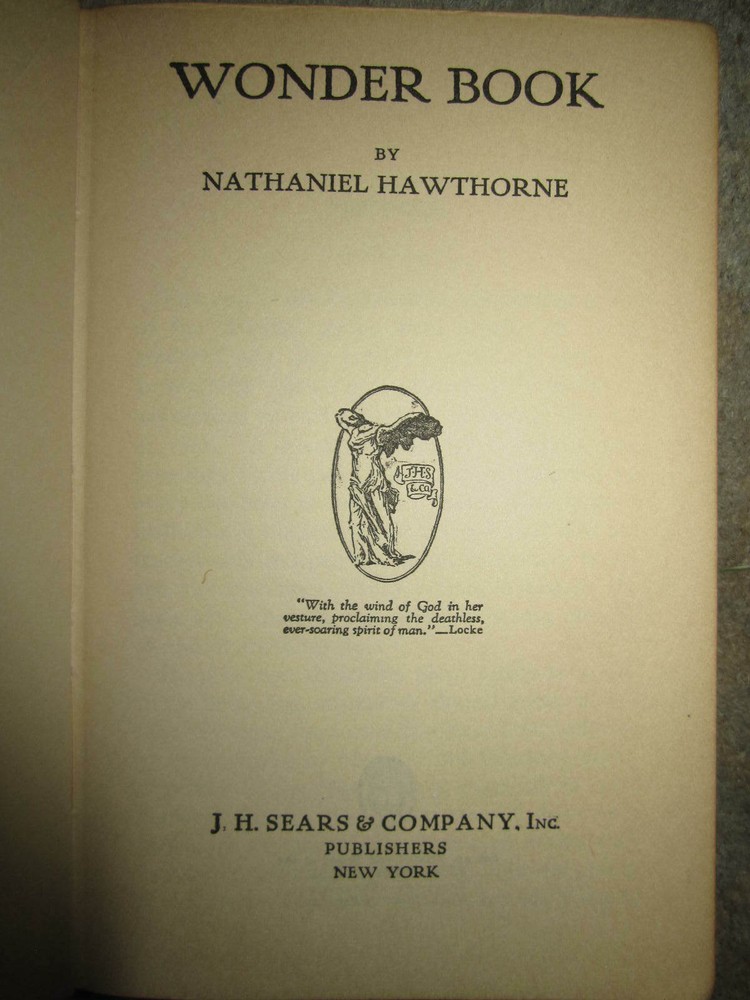 WONDER BOOK
BY
NATHANIEL HAWTHORNE
J.H.S
& CO.
"With the wind of God in her
vesture, proclaiming the deathless,
ever-soaring spirit of man."—Locke
J. H. SEARS & COMPANY, INC.
PUBLISHERS
NEW YORK